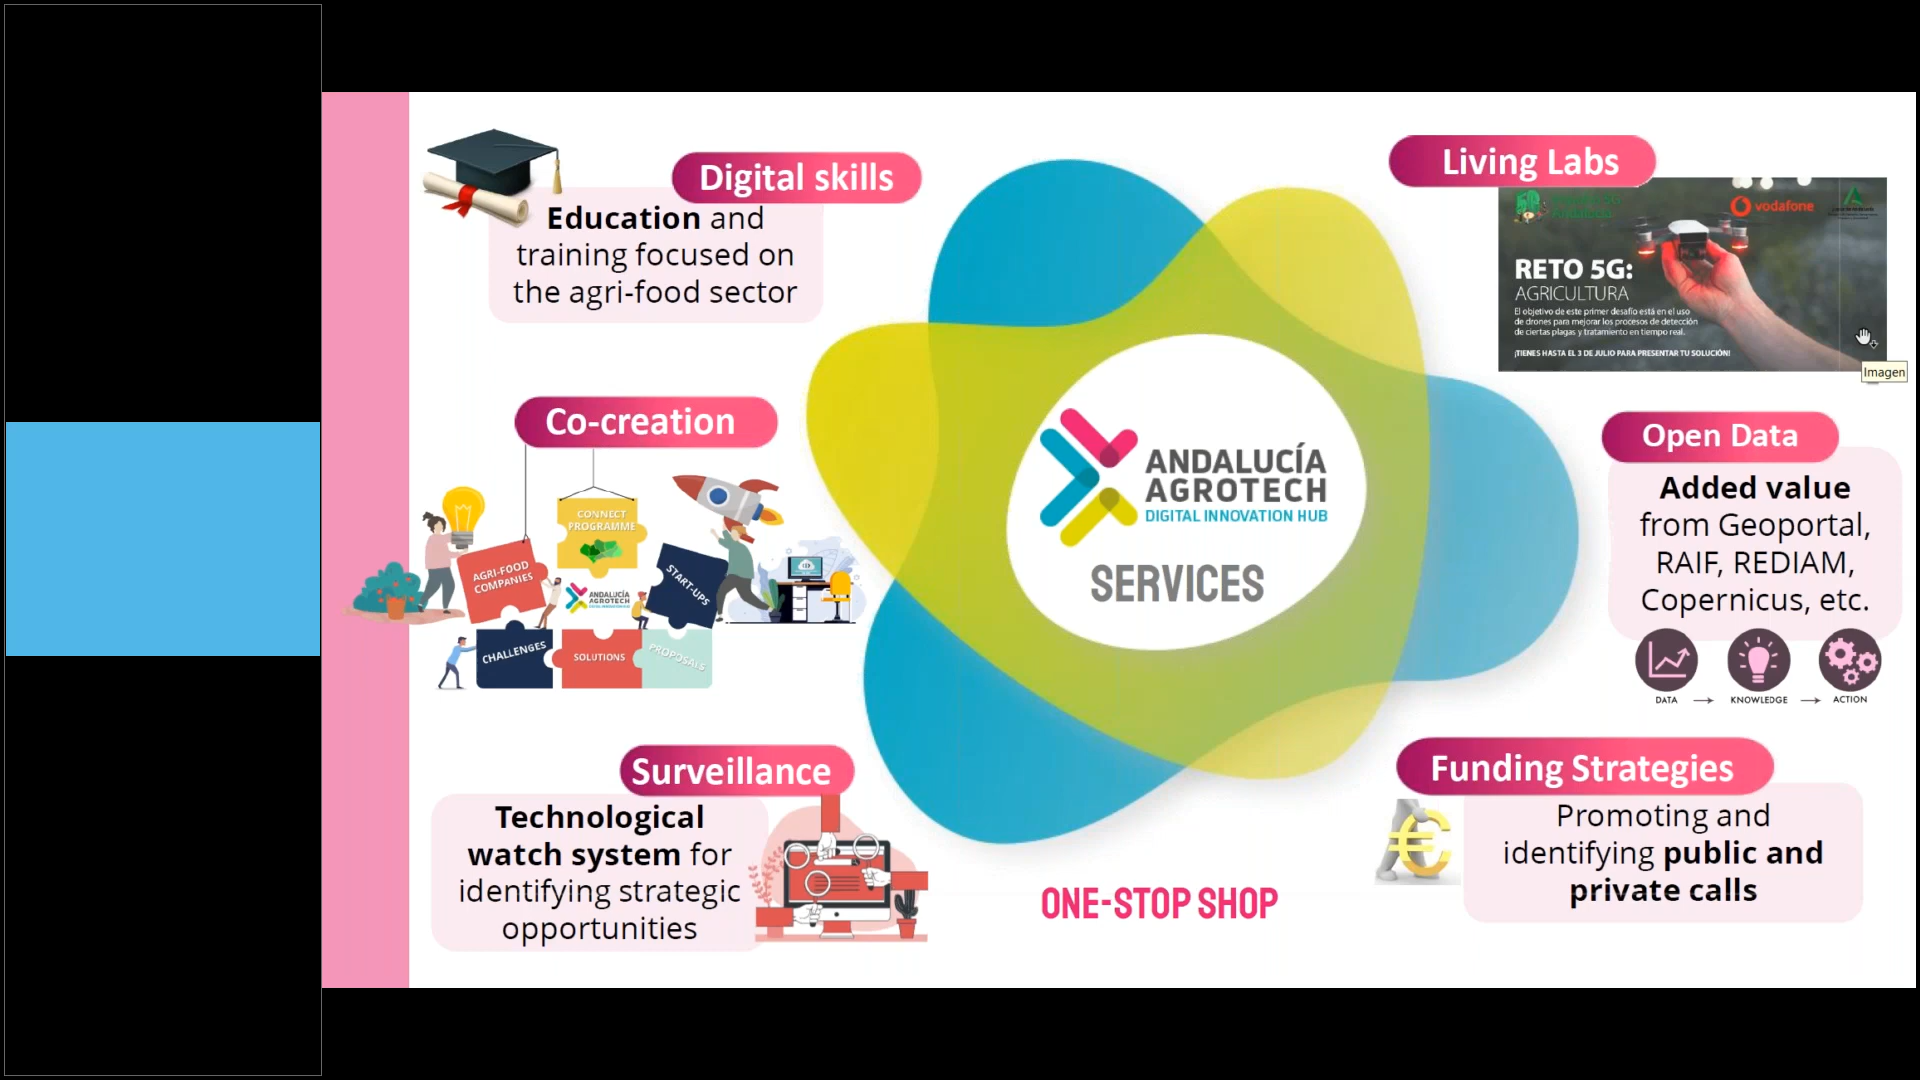 Digital skills
Education and
training focused on
the agri-food sector
Co-creation
CONNECT
PROGRAMME
AGRI-FOOD
COMPANIES
START-UPS
ANDALUCÍA
AGROTECH
CHALLENGES
SOLUTIONS
PROPOSALS
Surveillance
Technological
watch system for
identifying strategic
opportunities
ANDALUCÍA
AGROTECH
DIGITAL INNOVATION HUB
SERVICES
ONE-STOP SHOP
Living Labs
Andalucía
vodafone
RETO 5G:
AGRICULTURA
El objetivo de este primer desafío está en el uso
de drones para mejorar los procesos de detección
de ciertas plagas y tratamiento en tiempo real.
¡TIENES HASTA EL 3 DE JULIO PARA PRESENTAR TU SOLUCIÓN!
Imagen
Open Data
Added value
from Geoportal,
RAIF, REDIAM,
Copernicus, etc.
DATA
KNOWLEDGE
ACTION
Funding Strategies
Promoting and
identifying public and
private calls